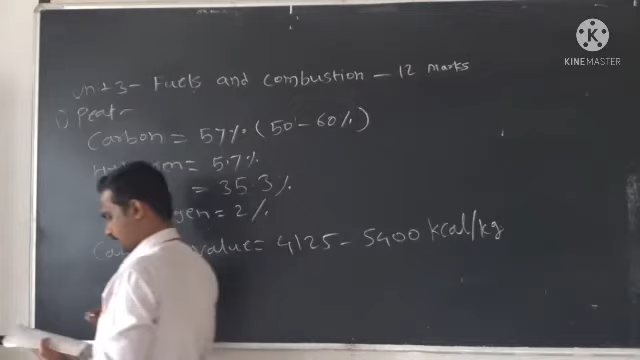 KINEMASTER
Unit 3 - Fuels and combustion - 12 marks
1) Peat -
Carbon = 57% (50 - 60%)
= 5.7%
= 35.3%
gen = 2%
value = 4125 - 5400 kcal/kg